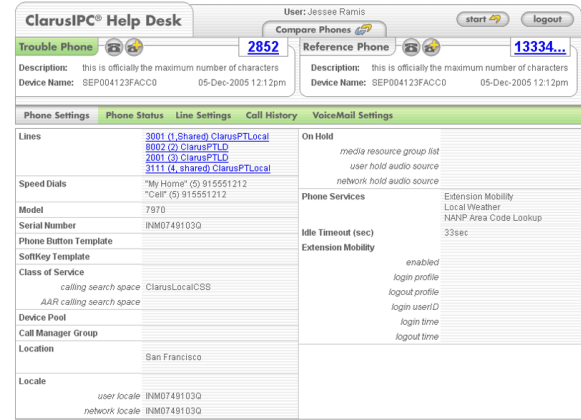 ClarusIPC® Help Desk
User: Jessee Ramis
Compare Phones
start
logout
Trouble Phone
2852
Description: this is officially the maximum number of characters
Device Name: SEP004123FACC0 05-Dec-2005 12:12pm
Reference Phone
13334...
Description: this is officially the maximum number of characters
Device Name: SEP004123FACC0 05-Dec-2005 12:12pm
Phone Settings Phone Status Line Settings Call History VoiceMail Settings
Lines
3001 (1,Shared) ClarusPTLocal
8002 (2) ClarusPTLD
2001 (3) ClarusPTLD
3111 (4, shared) ClarusPTLocal
Speed Dials
"My Home" (5) 915551212
"Cell" (6) 915551212
Model 7970
Serial Number INM0749103Q
Phone Button Template
SoftKey Template
Class of Service
calling search space ClarusLocalCSS
AAR calling search space
Device Pool
Call Manager Group
Location
San Francisco
Locale
user locale INM0749103Q
network locale INM0749103Q
On Hold
media resource group list
user hold audio source
network hold audio source
Phone Services
Extension Mobility
Local Weather
NANP Area Code Lookup
Idle Timeout (sec) 33sec
Extension Mobility
enabled
login profile
logout profile
login userID
login time
logout time